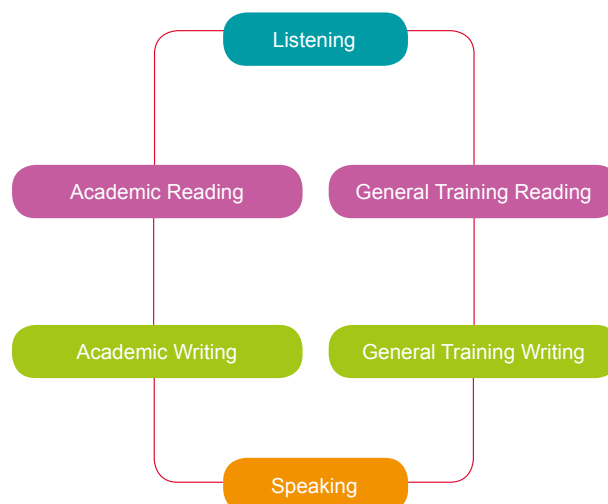 Listening
Academic Reading
General Training Reading
Academic Writing
General Training Writing
Speaking